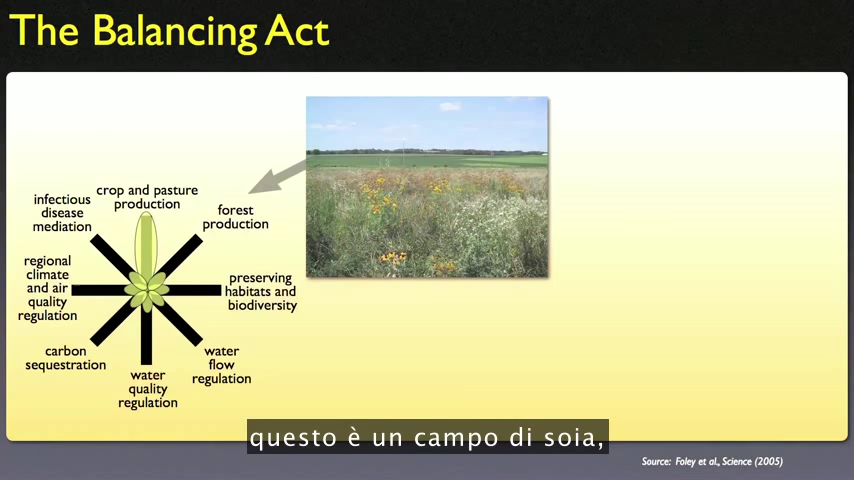 The Balancing Act
crop and pasture
production
infectious
disease
mediation
forest
production
regional
climate
and air
quality
regulation
preserving
habitats and
biodiversity
carbon
sequestration
water
flow
regulation
water
quality
regulation
questo è un campo di soia,
Source: Foley et al., Science (2005)